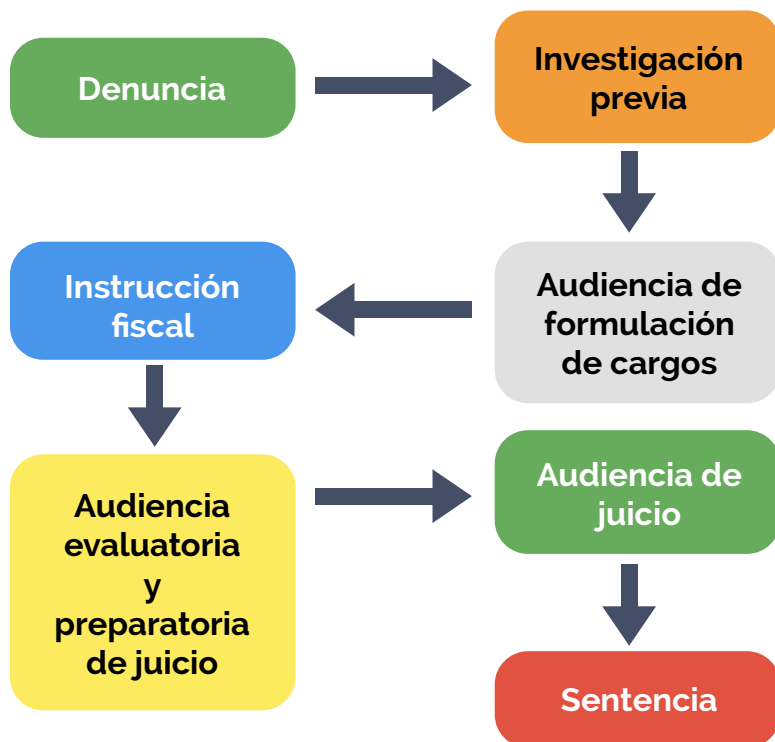 Denuncia
Investigación
previa
Audiencia de
formulación
de cargos
Instrucción
fiscal
Audiencia
evaluatoria
y
preparatoria
de juicio
Audiencia de
juicio
Sentencia